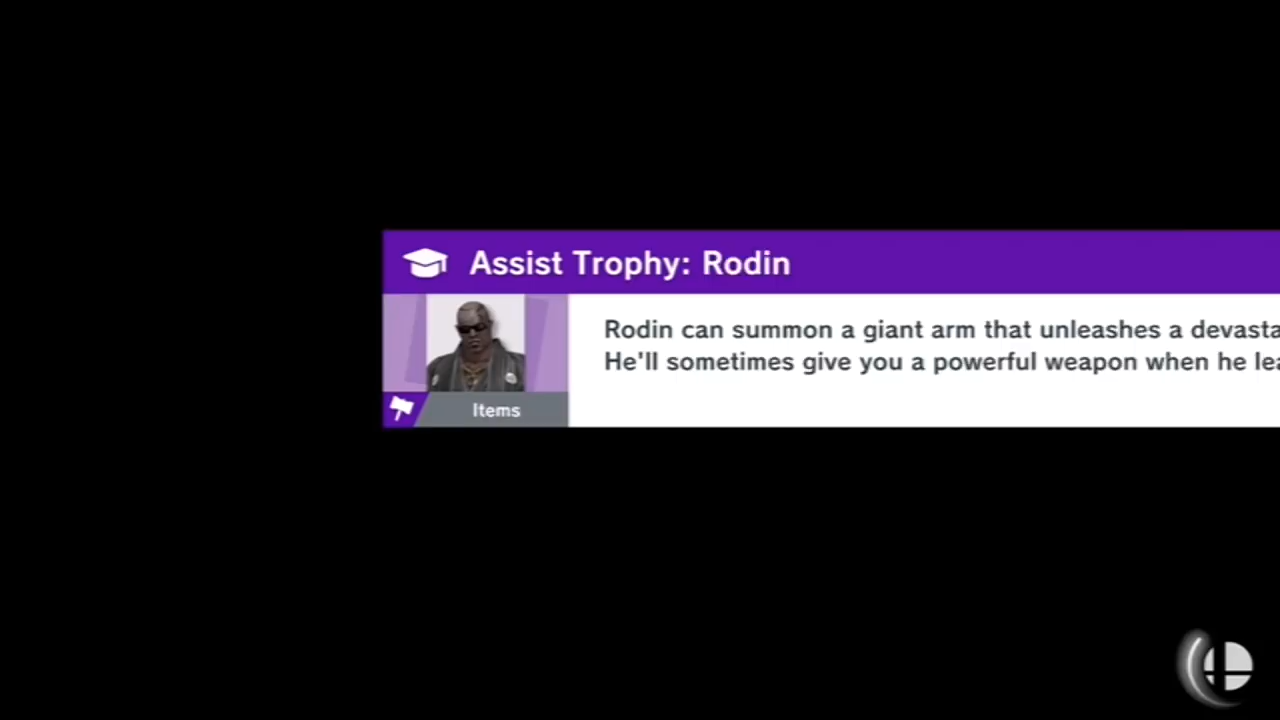 Assist Trophy: Rodin
Rodin can summon a giant arm that unleashes a
He'll sometimes give you a powerful weapon when he
Items